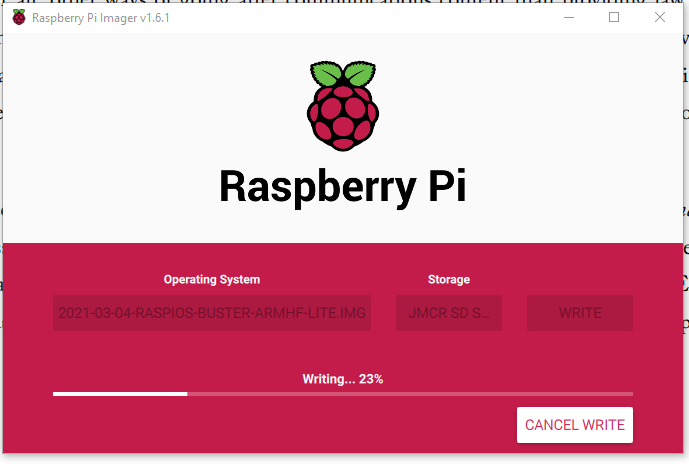 Raspberry Pi Imager v1.6.1
Raspberry Pi
Operating System
Storage
2021-03-04-RASPIOS-BUSTER-ARMHF-LITE.IMG
JMCR SD S...
WRITE
Writing... 23%
CANCEL WRITE